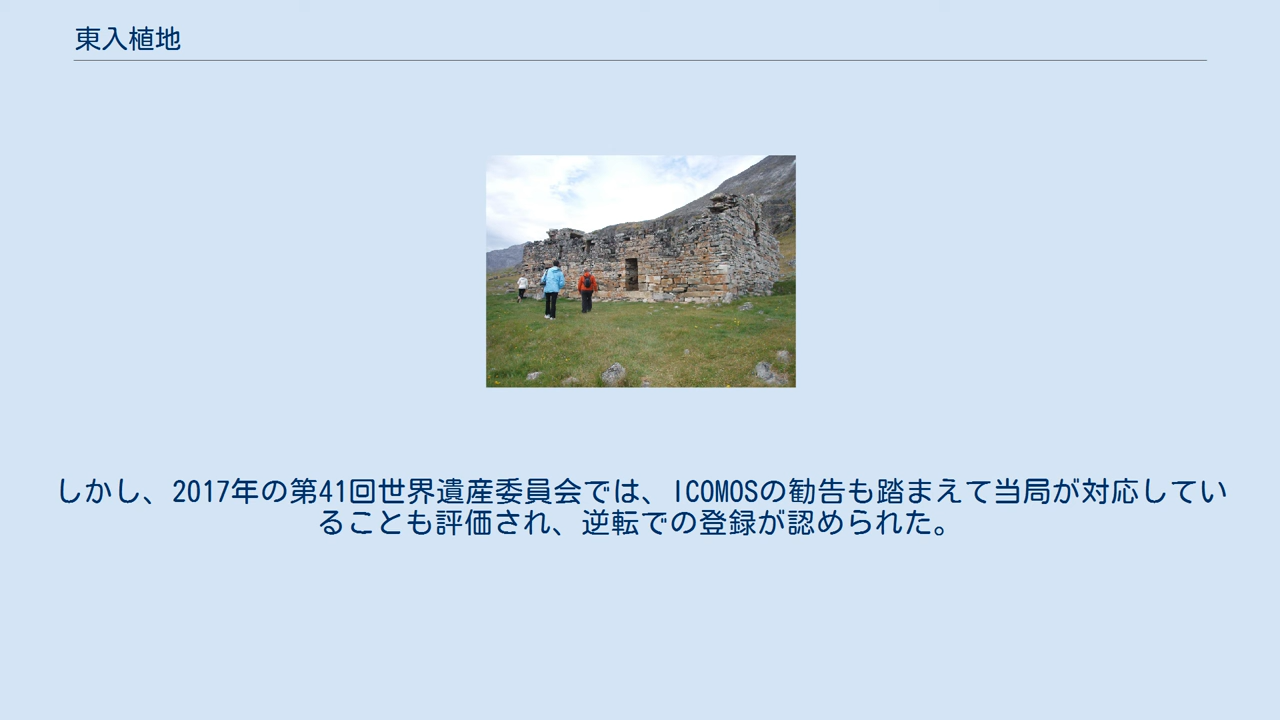 東入植地
しかし、2017年の第41回世界遺産委員会では、ICOMOSの勧告も踏まえて当局が対応してい
ることも評価され、逆転での登録が認められた。